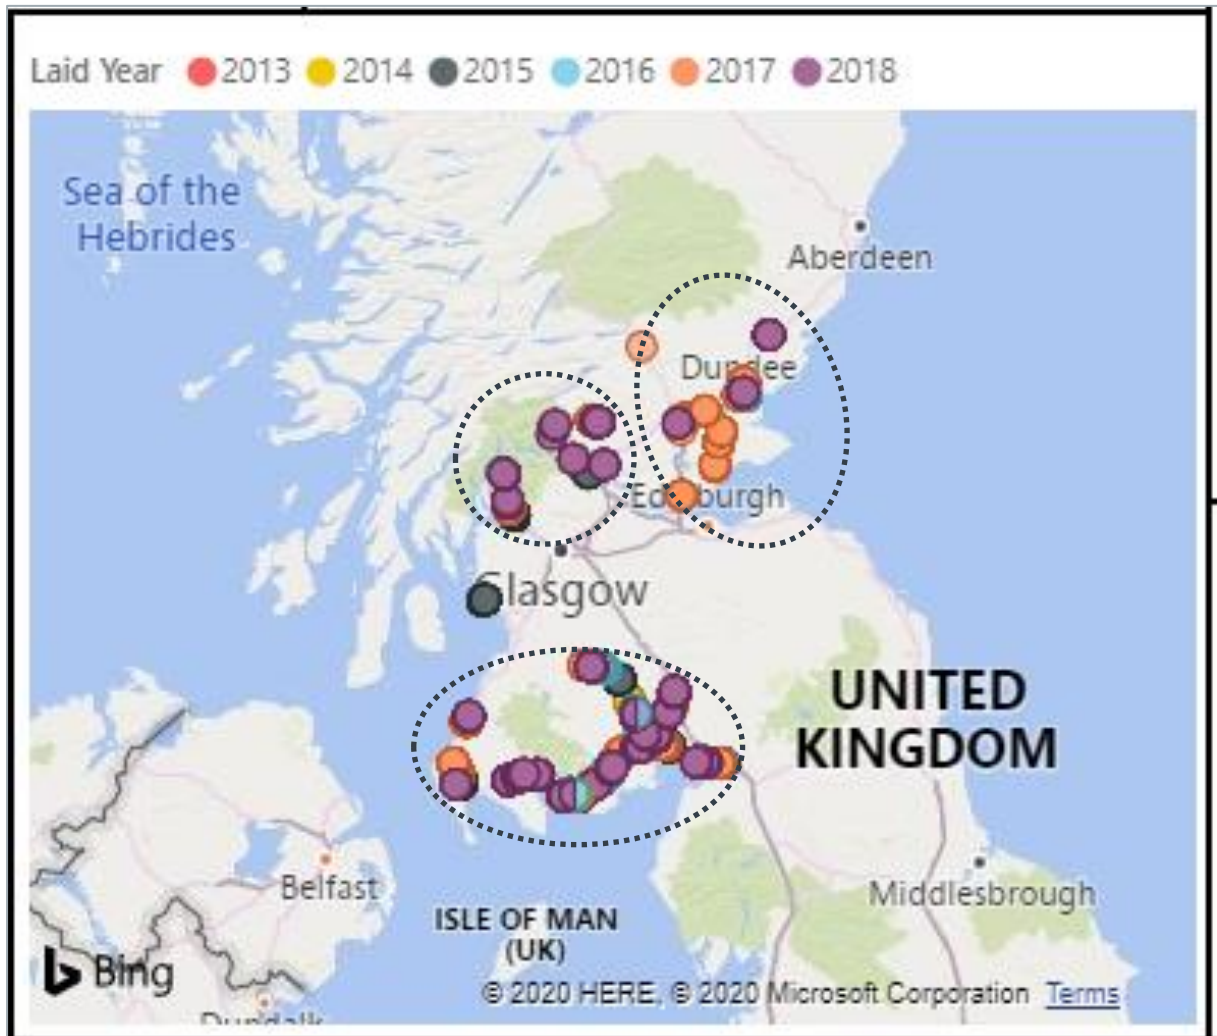 Laid Year 2013 2014 2015 2016 2017 2018
Sea of the
Hebrides
Aberdeen
Dundee
Edinburgh
Glasgow
UNITED
KINGDOM
Belfast
Middlesbrough
ISLE OF MAN
(UK)
Bing
© 2020 HERE, © 2020 Microsoft Corporation Terms
Dundalk